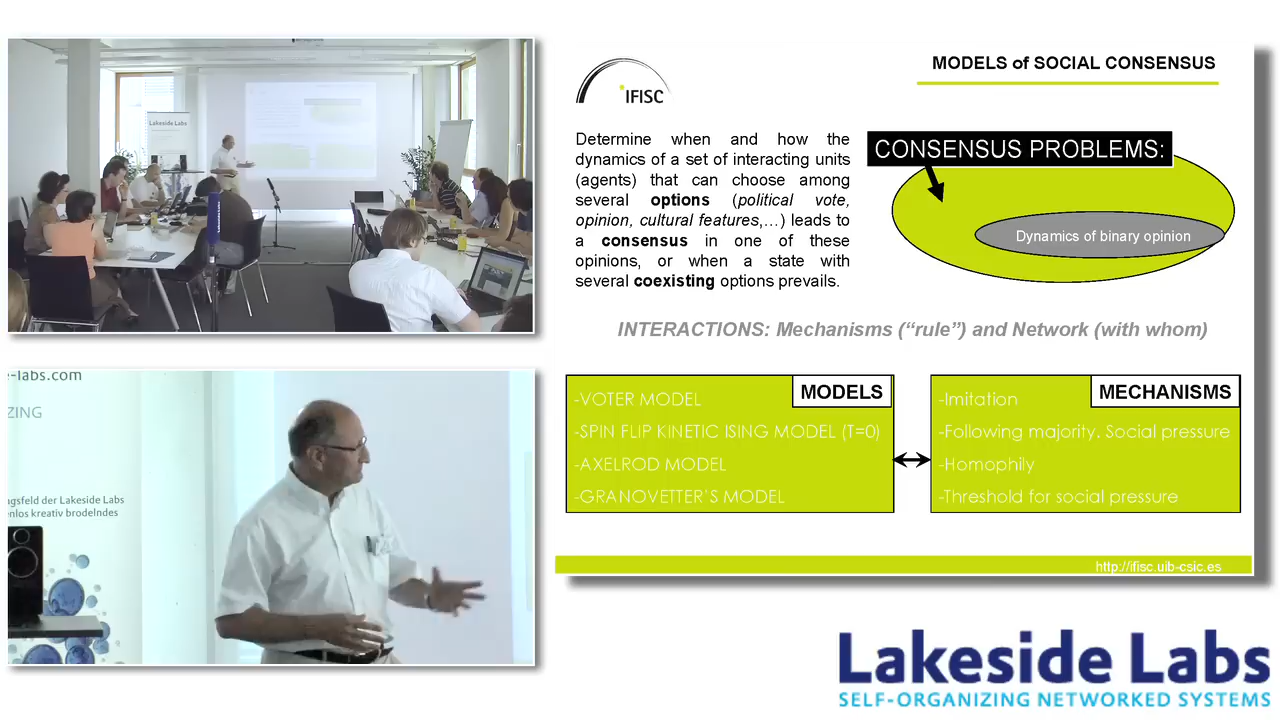 Lakeside Labs
e-labs.com
ZING
ngsfeld der Lakeside Labs
enlos kreativ brodelndes
IFISC
MODELS of SOCIAL CONSENSUS
Determine when and how the
dynamics of a set of interacting units
(agents) that can choose among
several options (political vote,
opinion, cultural features,…) leads to
a consensus in one of these
opinions, or when a state with
several coexisting options prevails.
CONSENSUS PROBLEMS:
Dynamics of binary opinion
INTERACTIONS: Mechanisms (“rule”) and Network (with whom)
MODELS
-VOTER MODEL
-SPIN FLIP KINETIC ISING MODEL (T=0)
-AXELROD MODEL
-GRANOVETTER’S MODEL
MECHANISMS
-Imitation
-Following majority. Social pressure
-Homophily
-Threshold for social pressure
http://ifisc.uib-csic.es
Lakeside Labs
SELF-ORGANIZING NETWORKED SYSTEMS